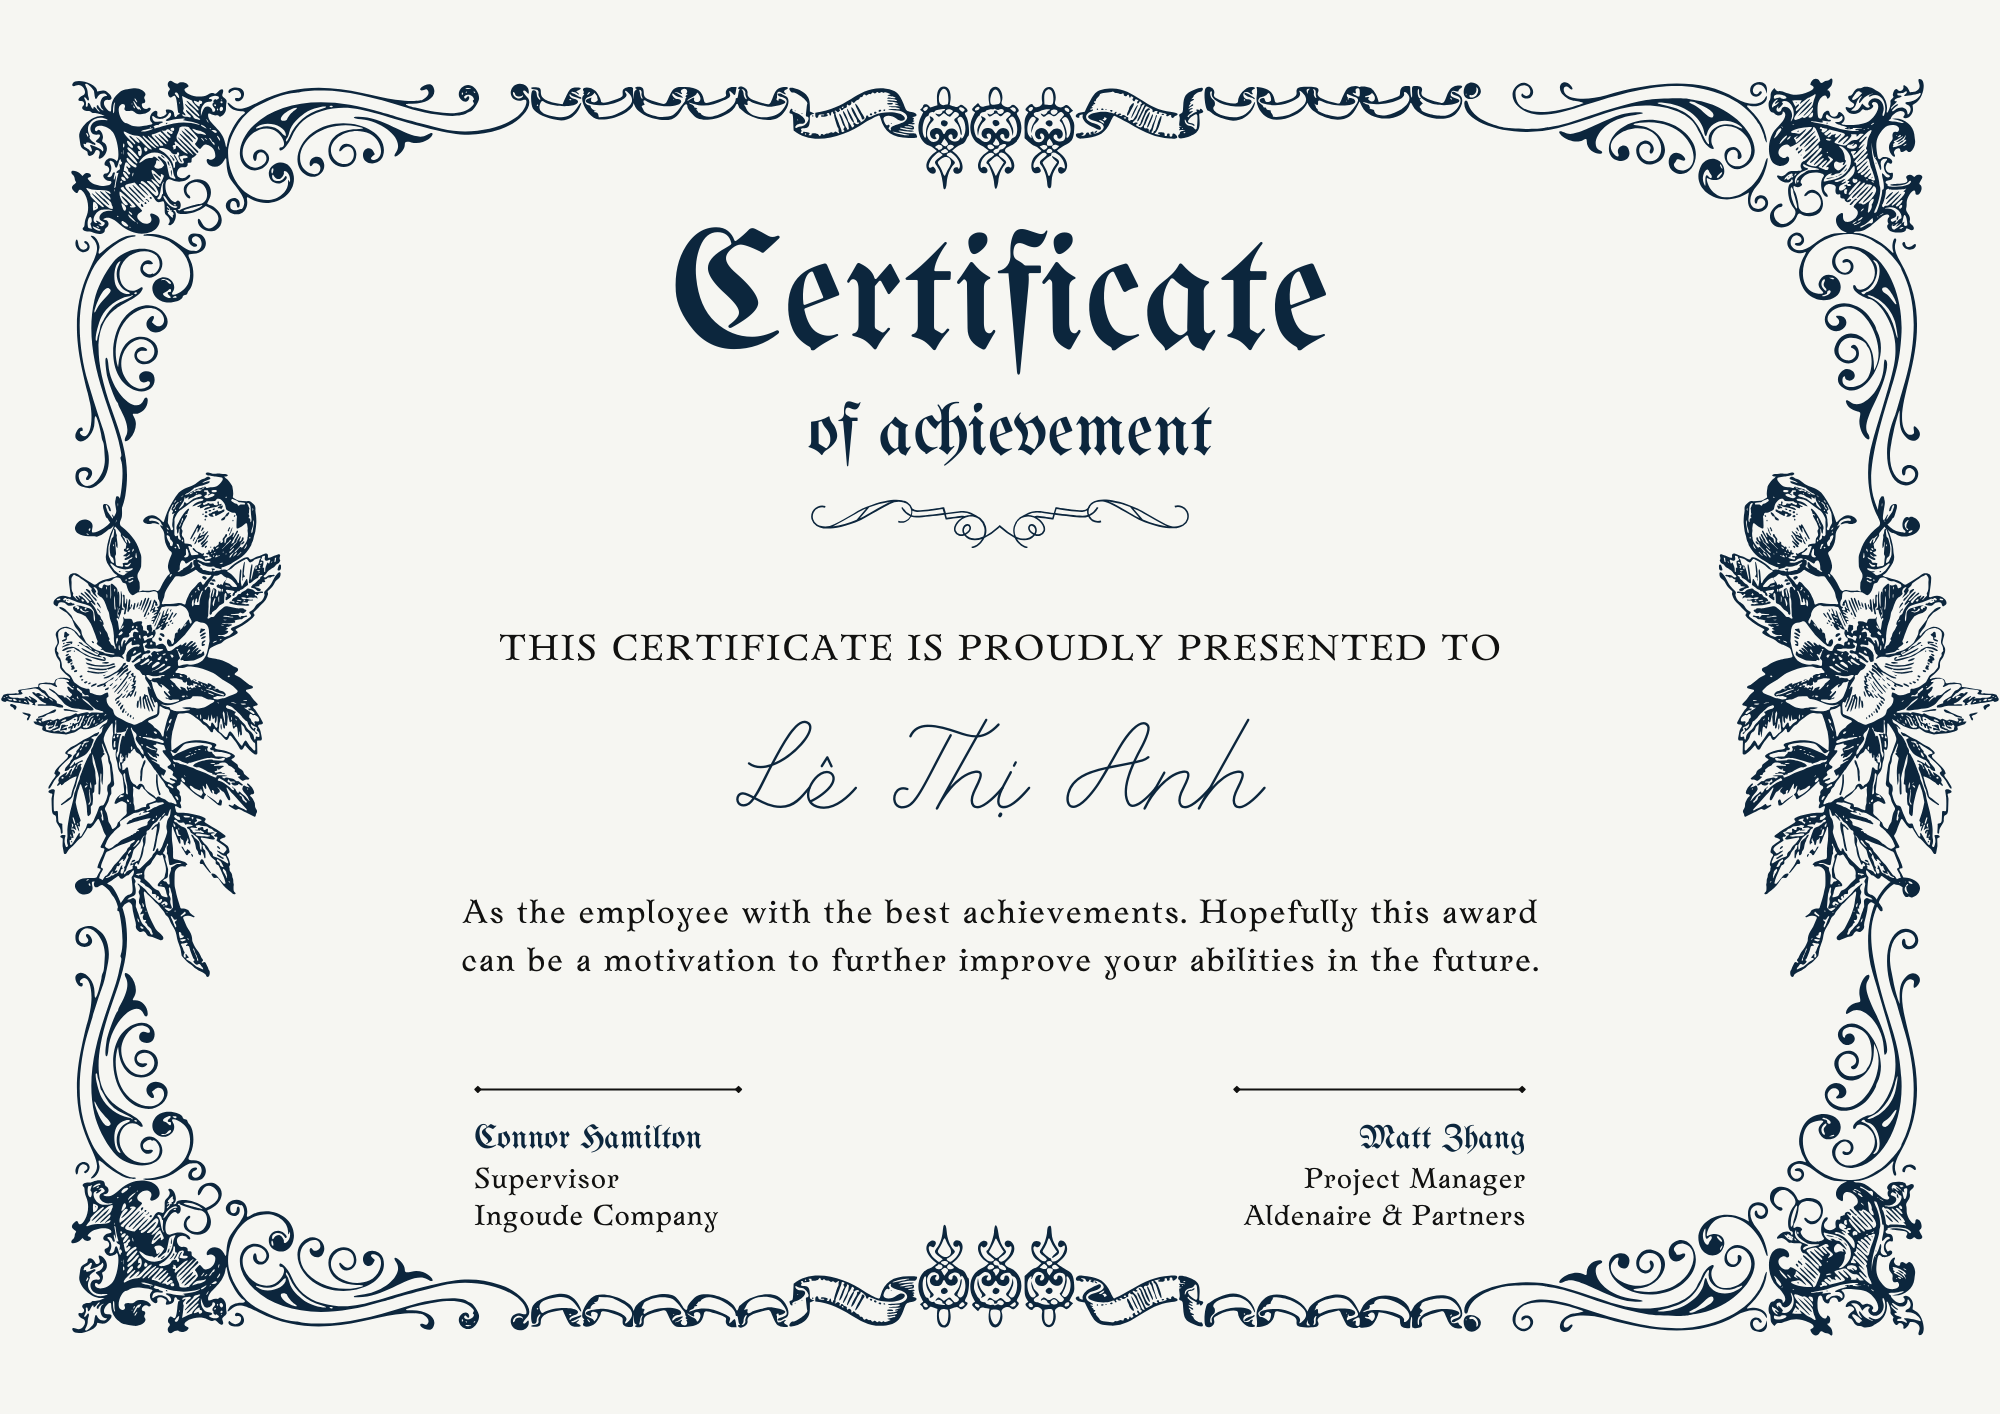 Certificate
of achievement
THIS CERTIFICATE IS PROUDLY PRESENTED TO
Lê Thị Anh
As the employee with the best achievements. Hopefully this award
can be a motivation to further improve your abilities in the future.
Connor Hamilton
Supervisor
Ingoude Company
Matt Zhang
Project Manager
Aldenaire & Partners